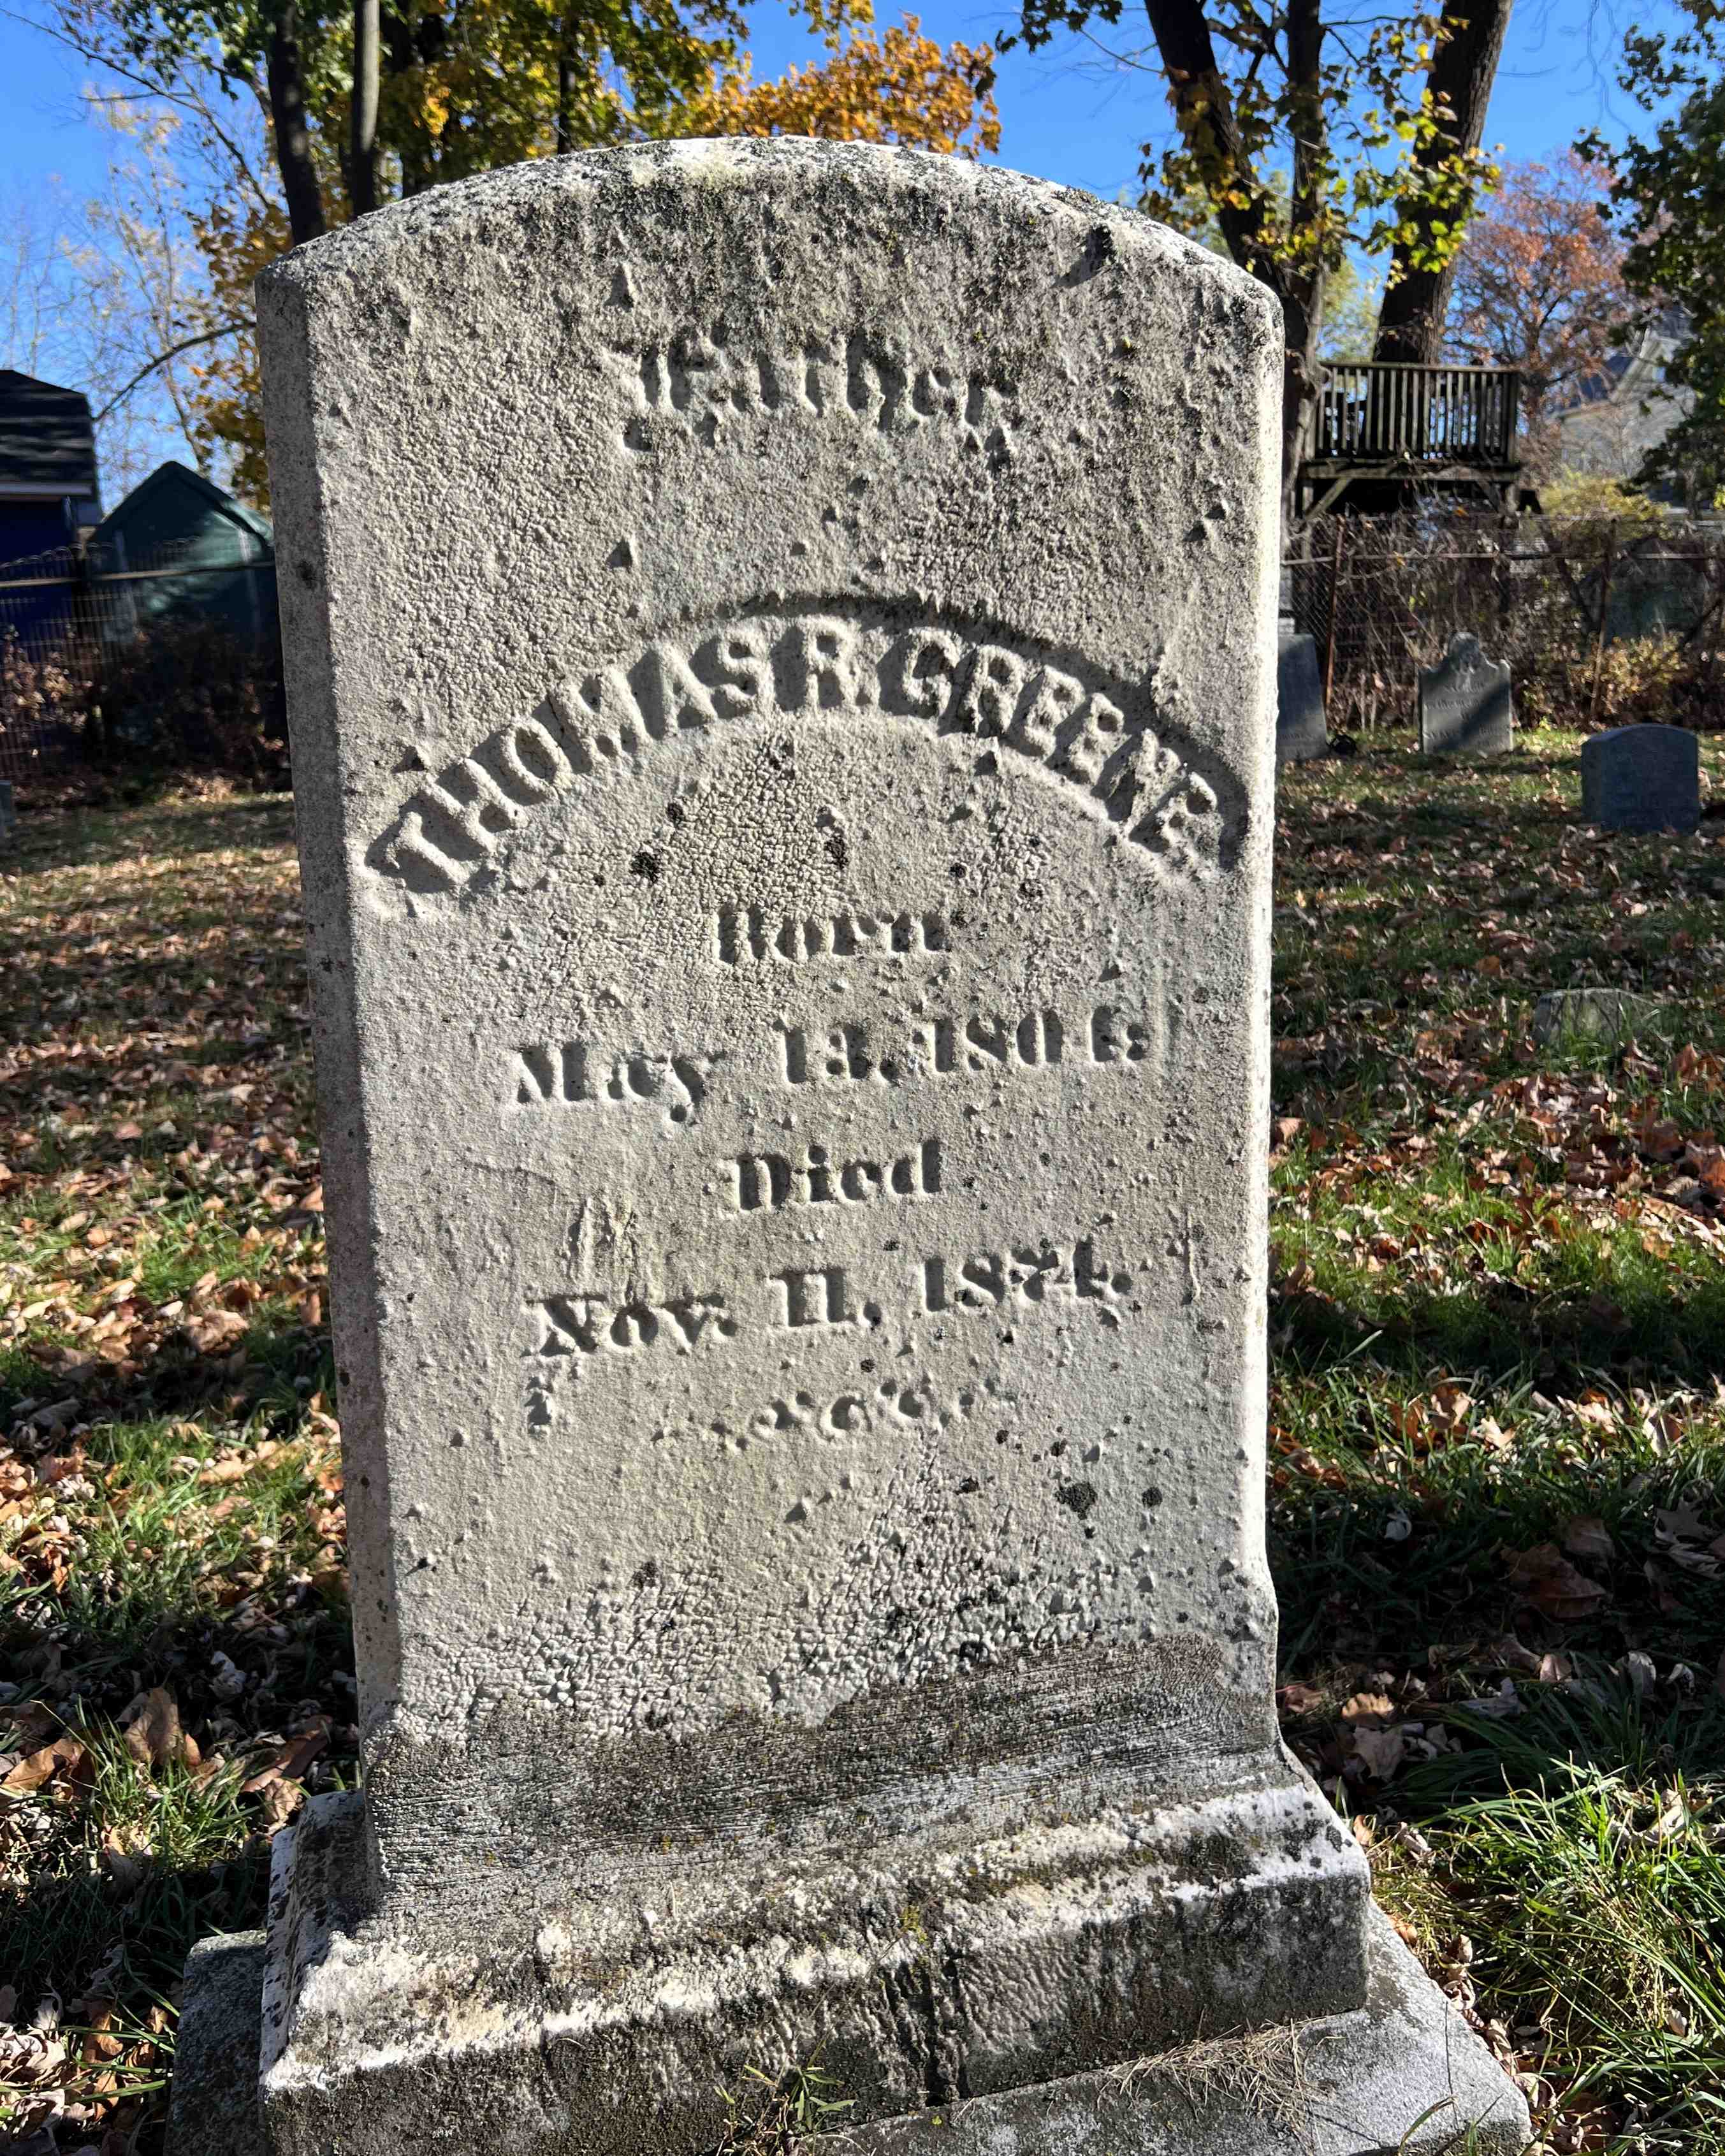 Father.
THOMAS R. GREENE
Born
May 13, 1806:
Died
Nov. 11, 1874.